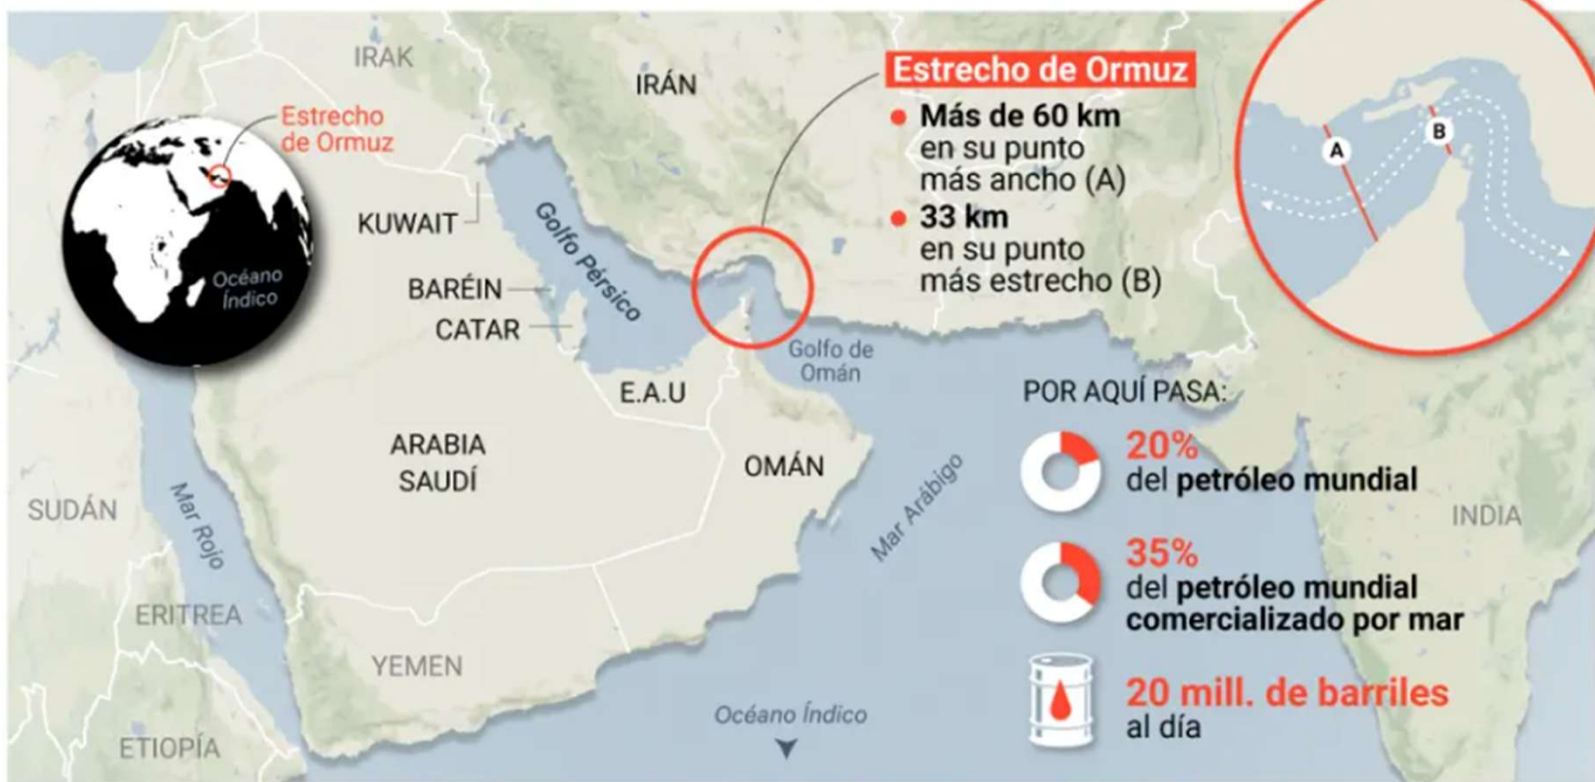 IRAK
IRÁN
Estrecho
de Ormuz
KUWAIT
Golfo Pérsico
BARÉIN
CATAR
Océano
Índico
Estrecho de Ormuz
Más de 60 km
en su punto
más ancho (A)
33 km
en su punto
más estrecho (B)
A
B
Golfo de
Omán
E.A.U
ARABIA
SAUDÍ
OMÁN
SUDÁN
Mar Rojo
Mar Arábigo
ERITREA
YEMEN
ETIOPÍA
Océano Índico
INDIA
POR AQUÍ PASA:
20%
del petróleo mundial
35%
del petróleo mundial
comercializado por mar
20 mill. de barriles
al día